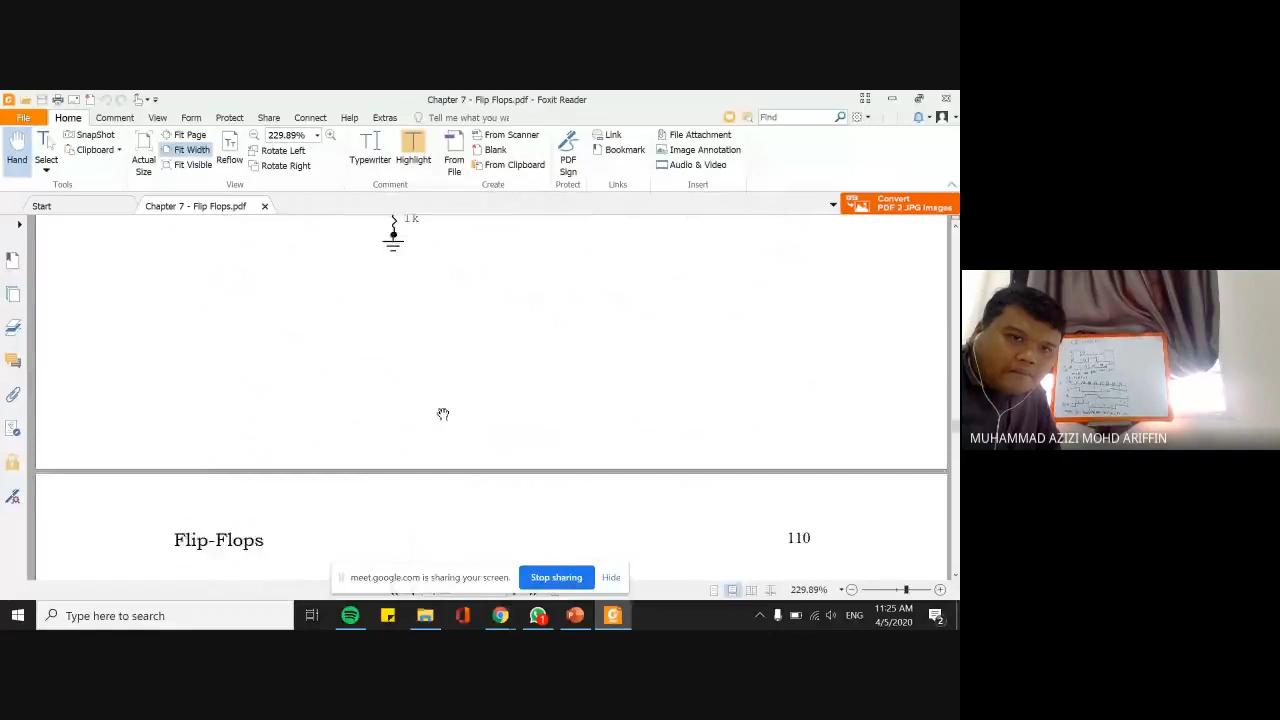 Chapter 7 - Flip Flops.pdf - Foxit Reader
File Home Comment View Form Protect Share Connect Help Extras Tell me what you w Find
Hand
Select
SnapShot
Clipboard
Tools
Actual Size
Fit Page
Fit Width
Fit Visible
Reflow
229.89%
Rotate Left
Rotate Right
View
Typewriter
Highlight
Comment
From File
From Scanner
Blank
From Clipboard
Create
PDF Sign
Protect
Link
Bookmark
Links
File Attachment
Image Annotation
Audio & Video
Insert
Start
Chapter 7 - Flip Flops.pdf
Convert
PDF 2 JPG Images
1k
Flip-Flops 110
meet.google.com is sharing your screen. Stop sharing Hide
229.89%
Type here to search
1
ENG
11:25 AM
4/5/2020
2
MUHAMMAD AZIZI MOHD ARIFFIN